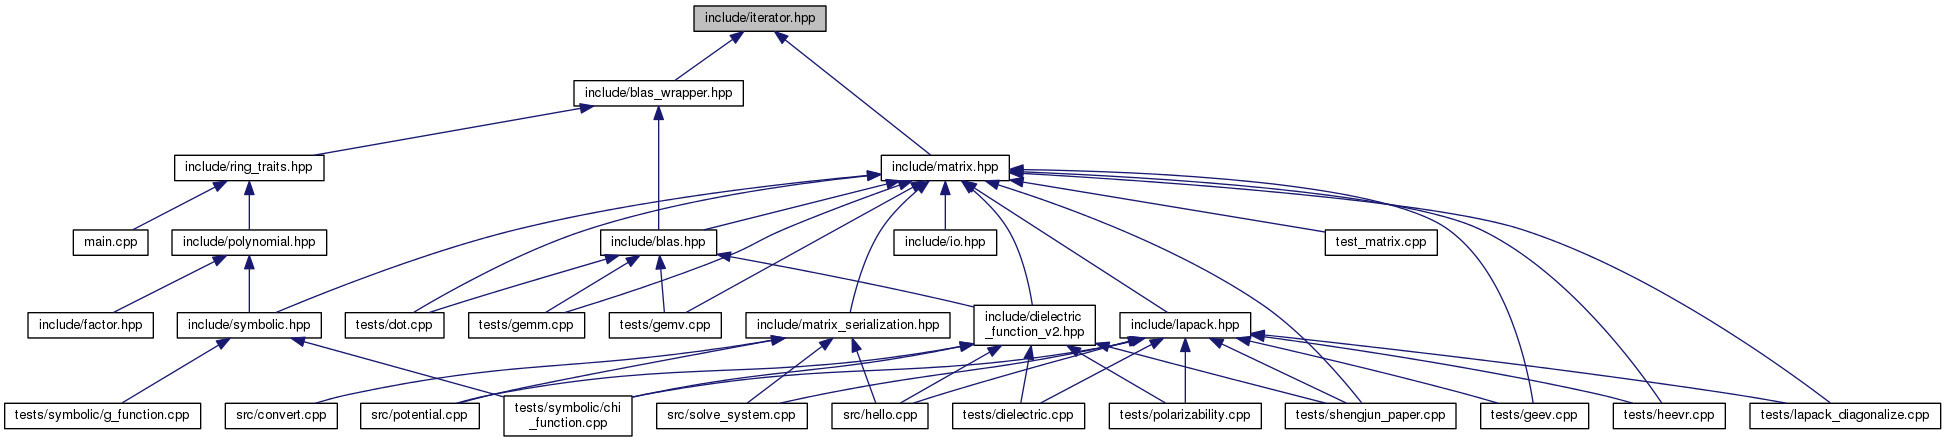 include/iterator.hpp
include/blas_wrapper.hpp
include/ring_traits.hpp
include/matrix.hpp
main.cpp
include/polynomial.hpp
include/blas.hpp
include/io.hpp
test_matrix.cpp
include/factor.hpp
include/symbolic.hpp
tests/dot.cpp
tests/gemm.cpp
tests/gemv.cpp
include/matrix_serialization.hpp
include/dielectric
_function_v2.hpp
include/lapack.hpp
tests/symbolic/g_function.cpp
src/convert.cpp
src/potential.cpp
tests/symbolic/chi
_function.cpp
src/solve_system.cpp
src/hello.cpp
tests/dielectric.cpp
tests/polarizability.cpp
tests/shengjun_paper.cpp
tests/geev.cpp
tests/heevr.cpp
tests/lapack_diagonalize.cpp